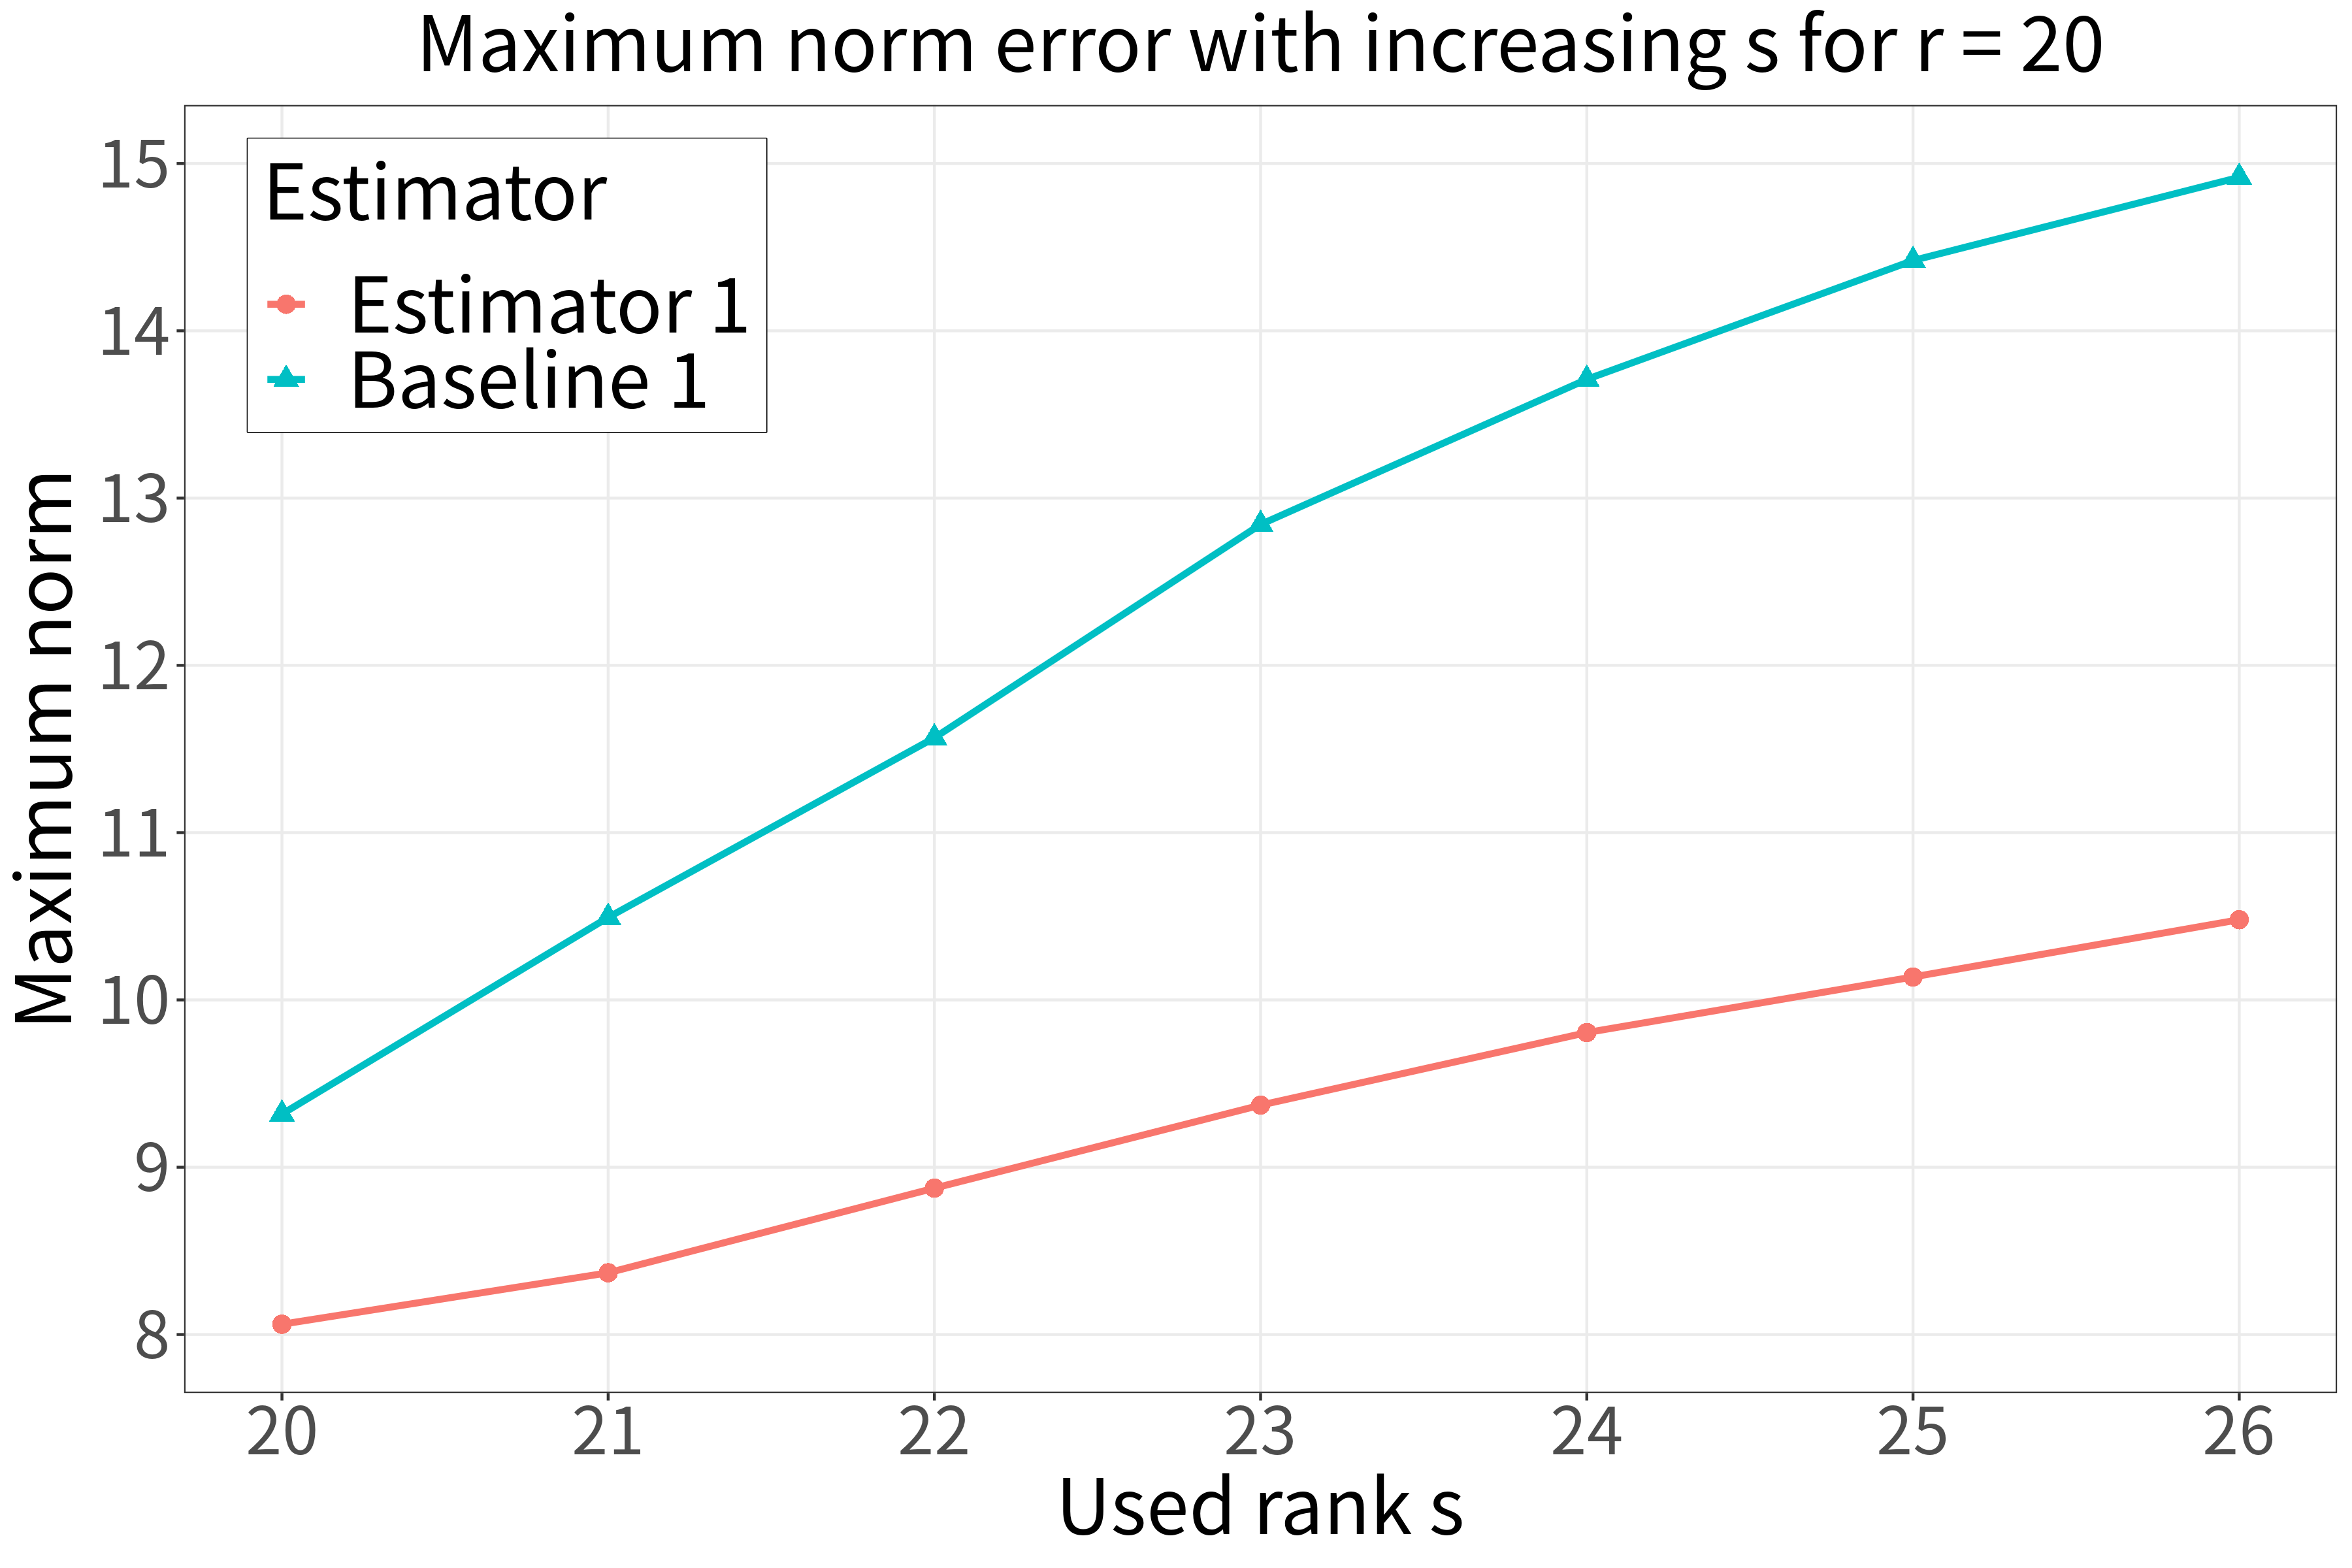 Maximum norm error with increasing s for r = 20
Maximum norm
15
14
13
12
11
10
9
8
Estimator
Estimator 1
Baseline 1
20 21 22 23 24 25 26
Used rank s